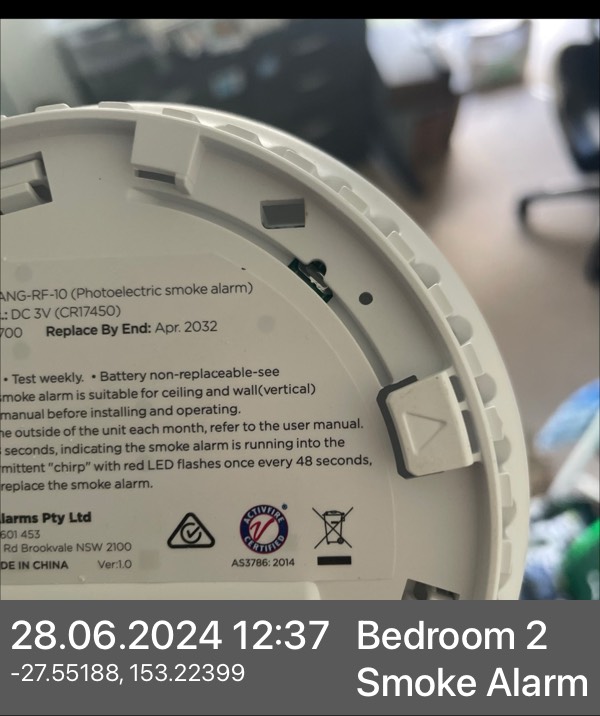 ANG-RF-10 (Photoelectric smoke alarm)
.: DC 3V (CR17450)
700 Replace By End: Apr. 2032
• Test weekly. • Battery non-replaceable-see
smoke alarm is suitable for ceiling and wall(vertical)
manual before installing and operating.
he outside of the unit each month, refer to the user manual.
seconds, indicating the smoke alarm is running into the
mittent "chirp" with red LED flashes once every 48 seconds,
replace the smoke alarm.
larms Pty Ltd
601 453
Rd Brookvale NSW 2100
DE IN CHINA Ver:1.0
ACTIVFIRE
CERTIFIED
AS3786: 2014
28.06.2024 12:37
-27.55188, 153.22399
Bedroom 2
Smoke Alarm